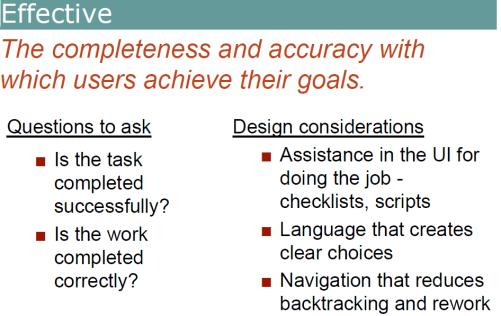 Effective
The completeness and accuracy with
which users achieve their goals.
Questions to ask
■ Is the task
completed
successfully?
■ Is the work
completed
correctly?
Design considerations
■ Assistance in the UI for
doing the job -
checklists, scripts
■ Language that creates
clear choices
■ Navigation that reduces
backtracking and rework